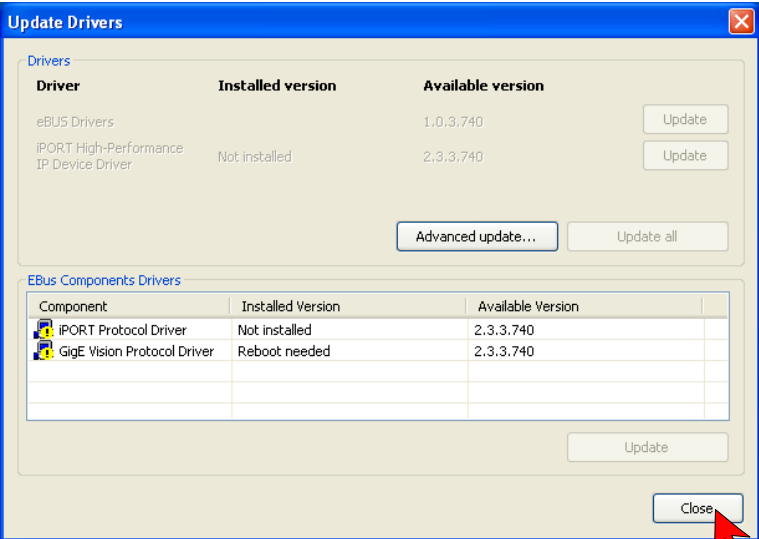 Update Drivers
Drivers
Driver Installed version Available version
eBUS Drivers 1.0.3.740 Update
iPORT High-Performance
IP Device Driver Not installed 2.3.3.740 Update
Advanced update... Update all
EBus Components Drivers
Component Installed Version Available Version
iPORT Protocol Driver Not installed 2.3.3.740
GigE Vision Protocol Driver Reboot needed 2.3.3.740
Update
Close